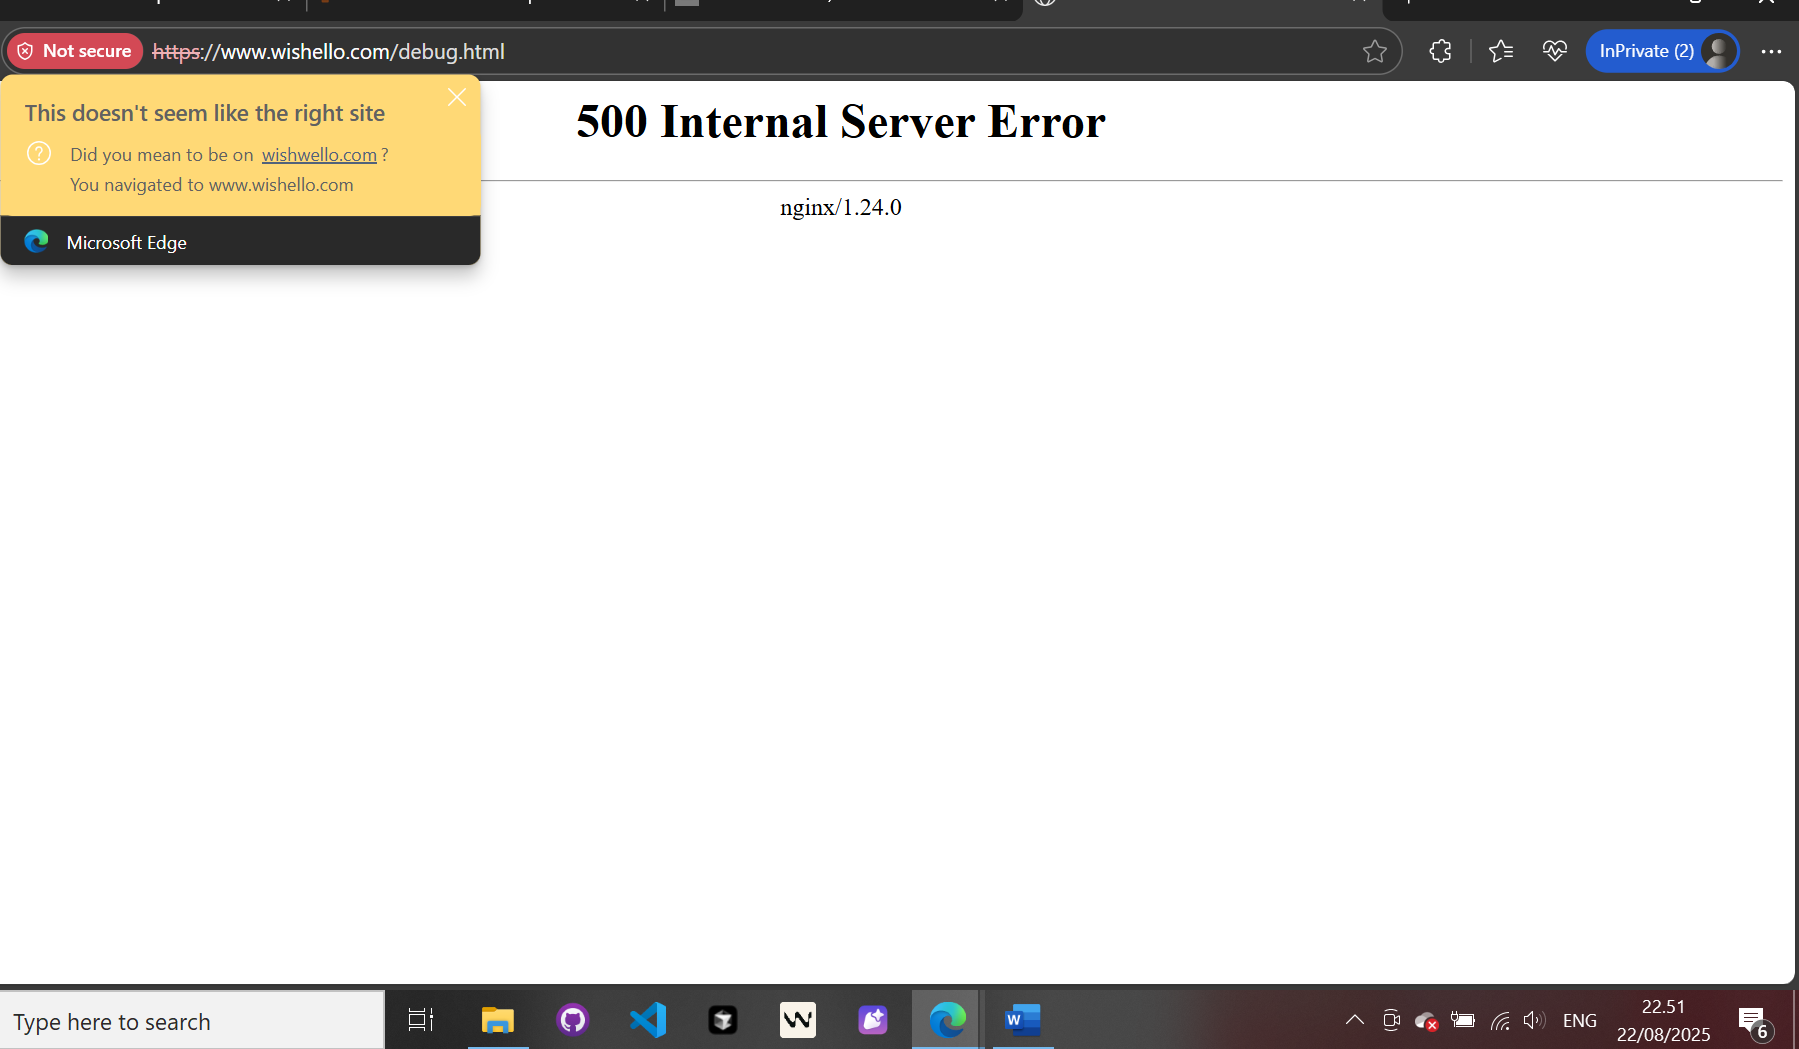 Not secure
https://www.wishello.com/debug.html
InPrivate (2)
This doesn't seem like the right site
Did you mean to be on wishwello.com ?
You navigated to www.wishello.com
Microsoft Edge
500 Internal Server Error
nginx/1.24.0
Type here to search
ENG
22.51
22/08/2025
6